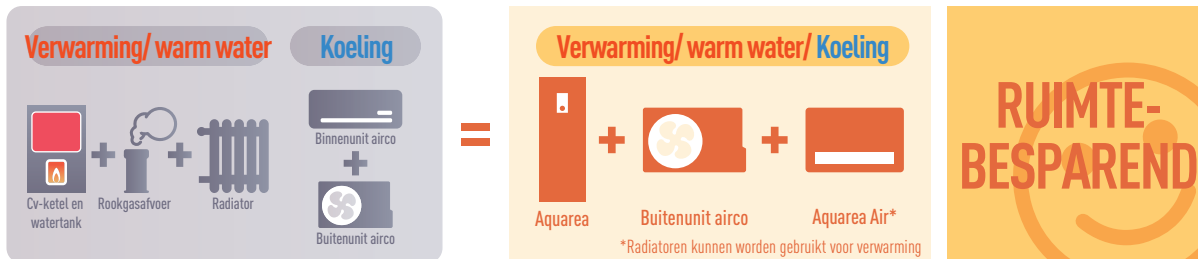 Verwarming/ warm water
Koeling
Cv-ketel en
watertank
Rookgasafvoer
Radiator
Binnenunit airco
Buitenunit airco
Verwarming/ warm water/ Koeling
Aquarea
Buitenunit airco
Aquarea Air*
*Radiatoren kunnen worden gebruikt voor verwarming
RUIMTE-
BESPAREND